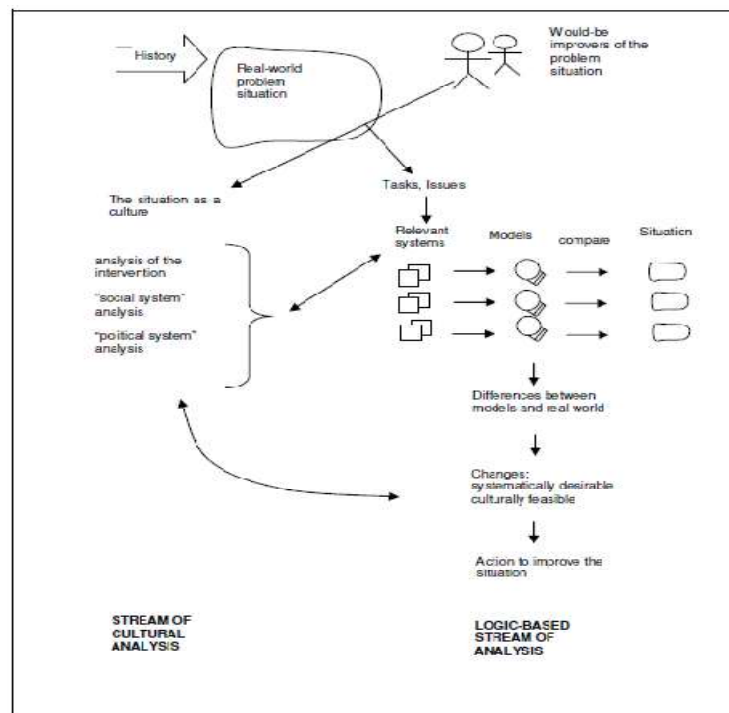 History
Real-world
problem
situation
Would-be
improvers of the
problem
situation
The situation as a
culture
Tasks, Issues
analysis of the
intervention
"social system"
analysis
"political system"
analysis
Relevant
systems
Models
compare
Situation
Differences between
models and real world
Changes:
systematically desirable
culturally feasible
Action to improve the
situation
STREAM OF
CULTURAL
ANALYSIS
LOGIC-BASED
STREAM OF
ANALYSIS